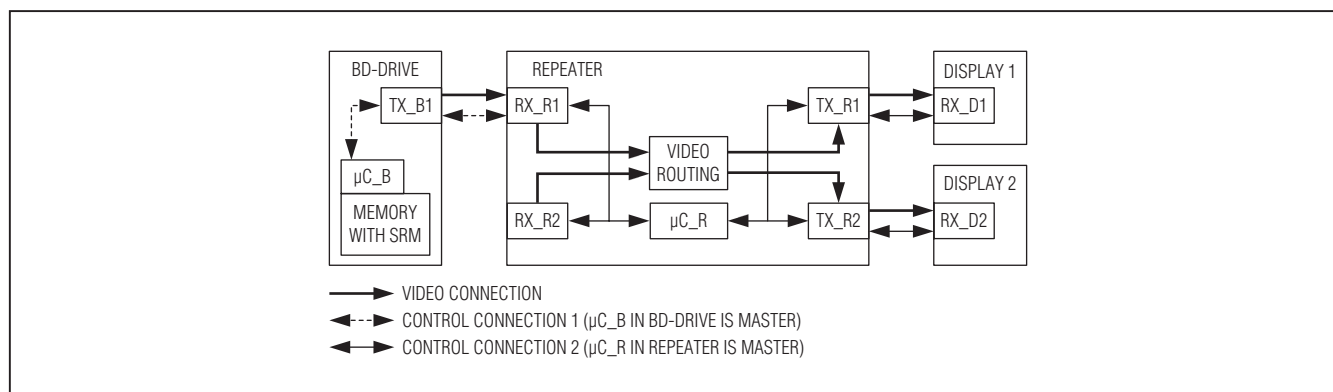 BD-DRIVE
TX_B1
µC_B
MEMORY
WITH SRM
REPEATER
RX_R1
RX_R2
VIDEO
ROUTING
µC_R
TX_R1
TX_R2
DISPLAY 1
RX_D1
DISPLAY 2
RX_D2
VIDEO CONNECTION
CONTROL CONNECTION 1 (µC_B IN BD-DRIVE IS MASTER)
CONTROL CONNECTION 2 (µC_R IN REPEATER IS MASTER)